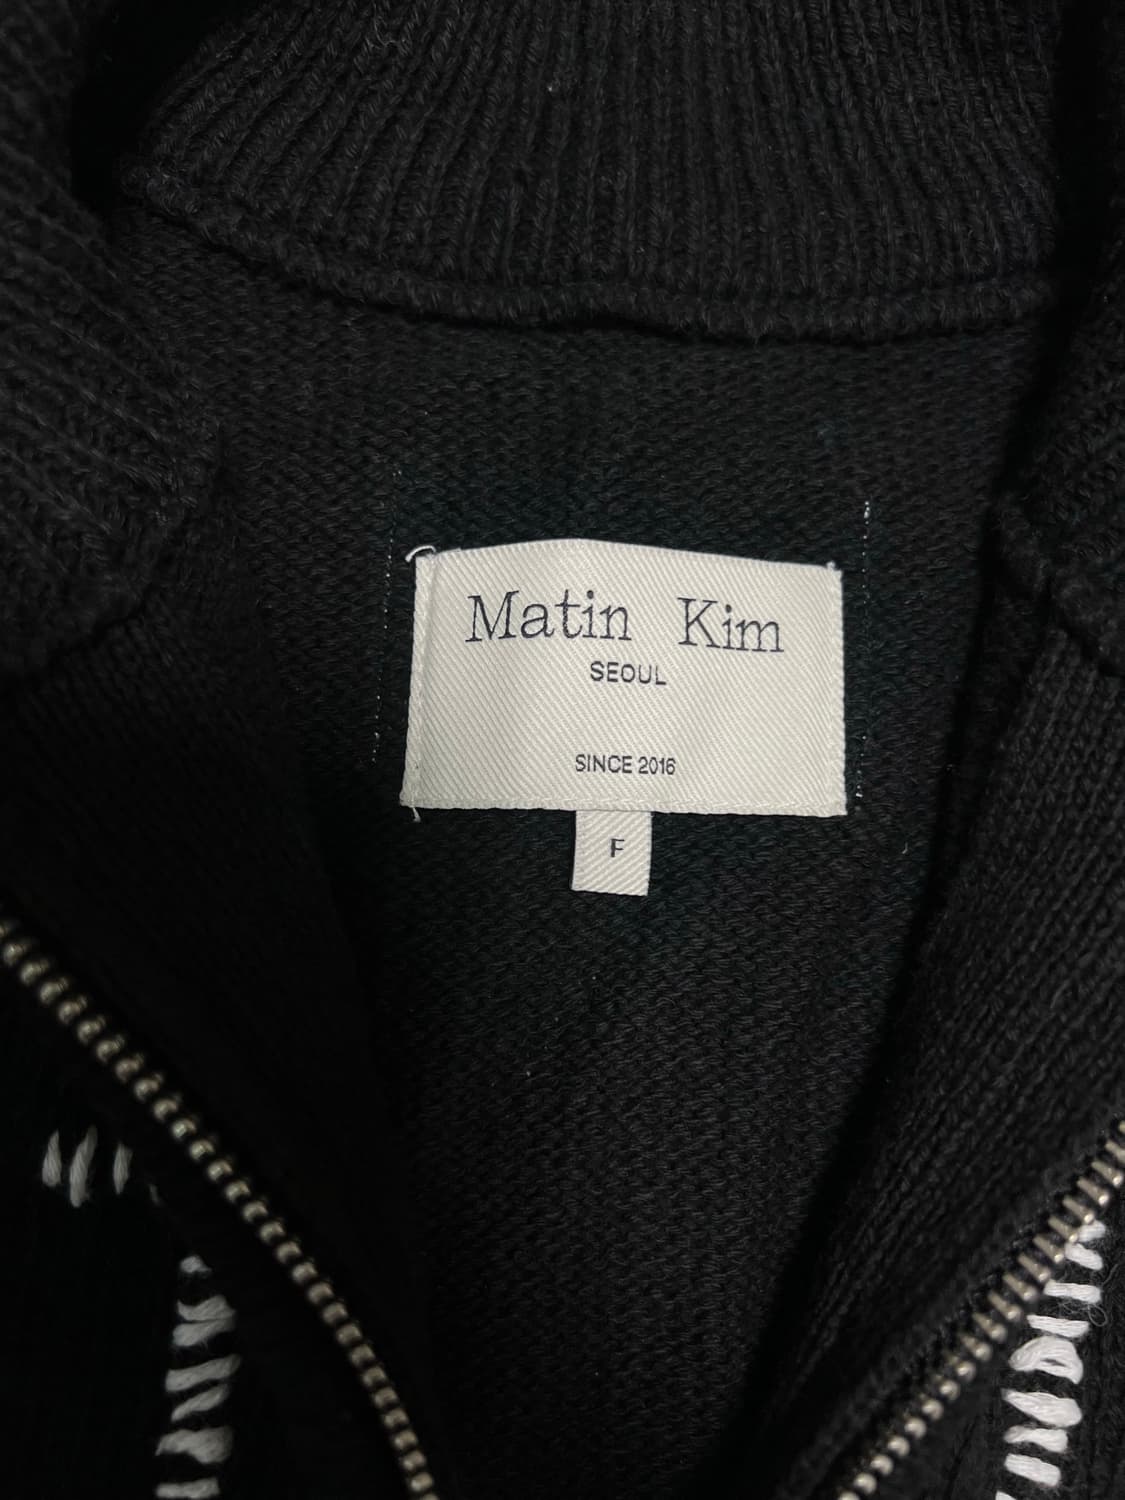 Matin Kim
SEOUL
SINCE 2016
F